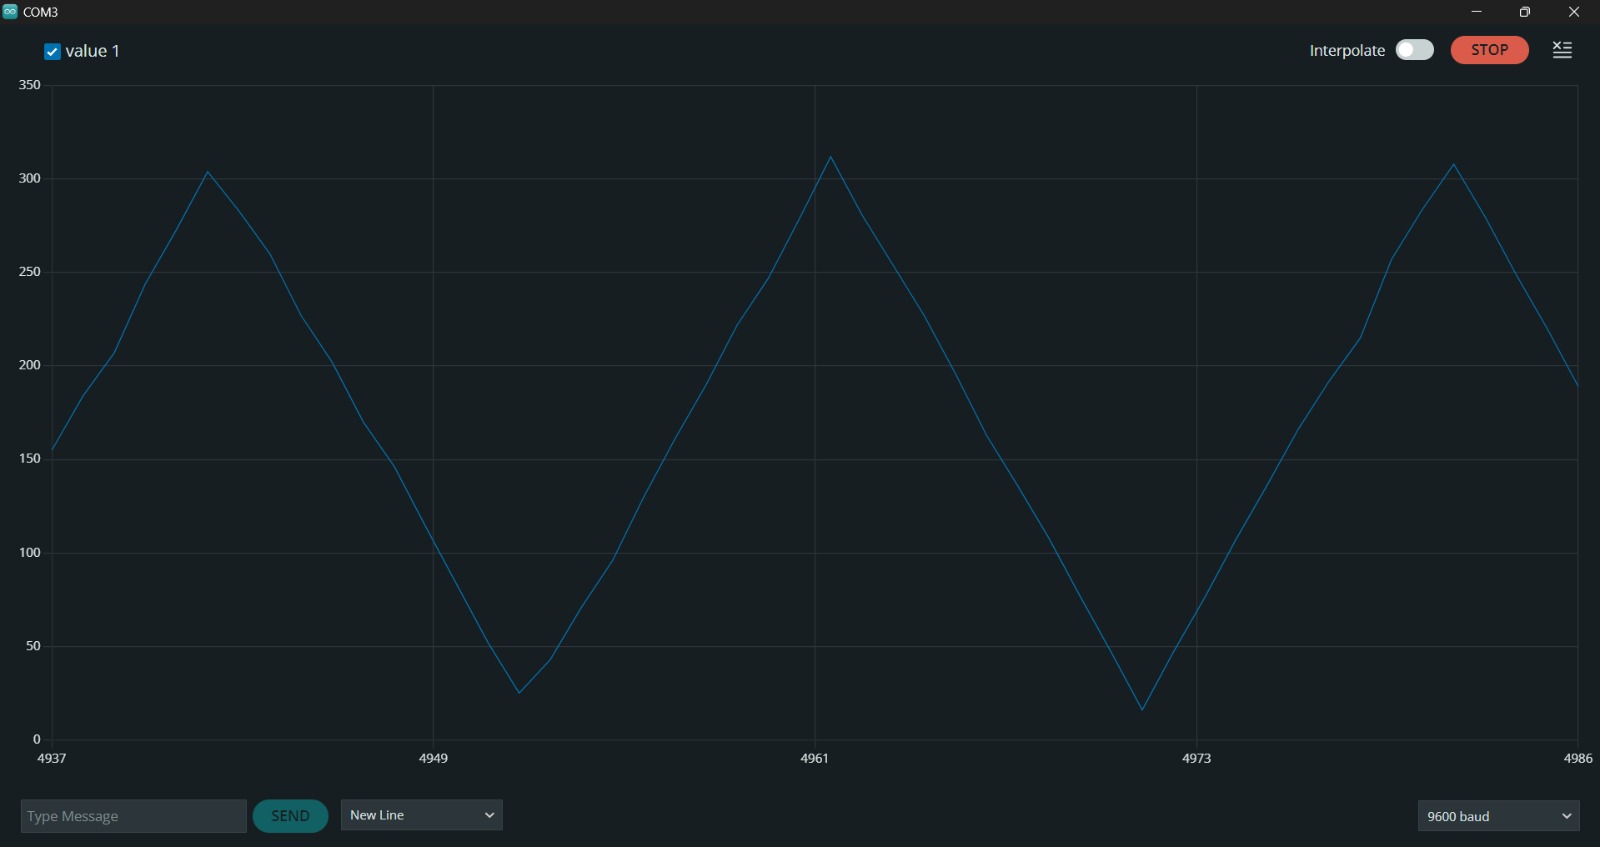 COM3
value 1
Interpolate
STOP
350
300
250
200
150
100
50
0
4937 4949 4961 4973 4986
Type Message SEND New Line 9600 baud